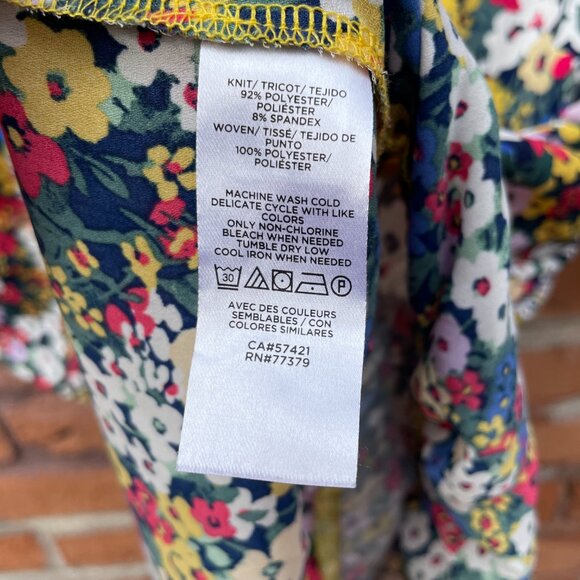 KNIT/ TRICOT/ TEJIDO
92% POLYESTER/
POLIÉSTER
8% SPANDEX
WOVEN/ TISSÉ/ TEJIDO DE
PUNTO
100% POLYESTER/
POLIÉSTER
MACHINE WASH COLD
DELICATE CYCLE WITH LIKE
COLORS
ONLY NON-CHLORINE
BLEACH WHEN NEEDED
TUMBLE DRY LOW
COOL IRON WHEN NEEDED
30 P
AVEC DES COULEURS
SEMBLABLES / CON
COLORES SIMILARES
CA#57421
RN#77379